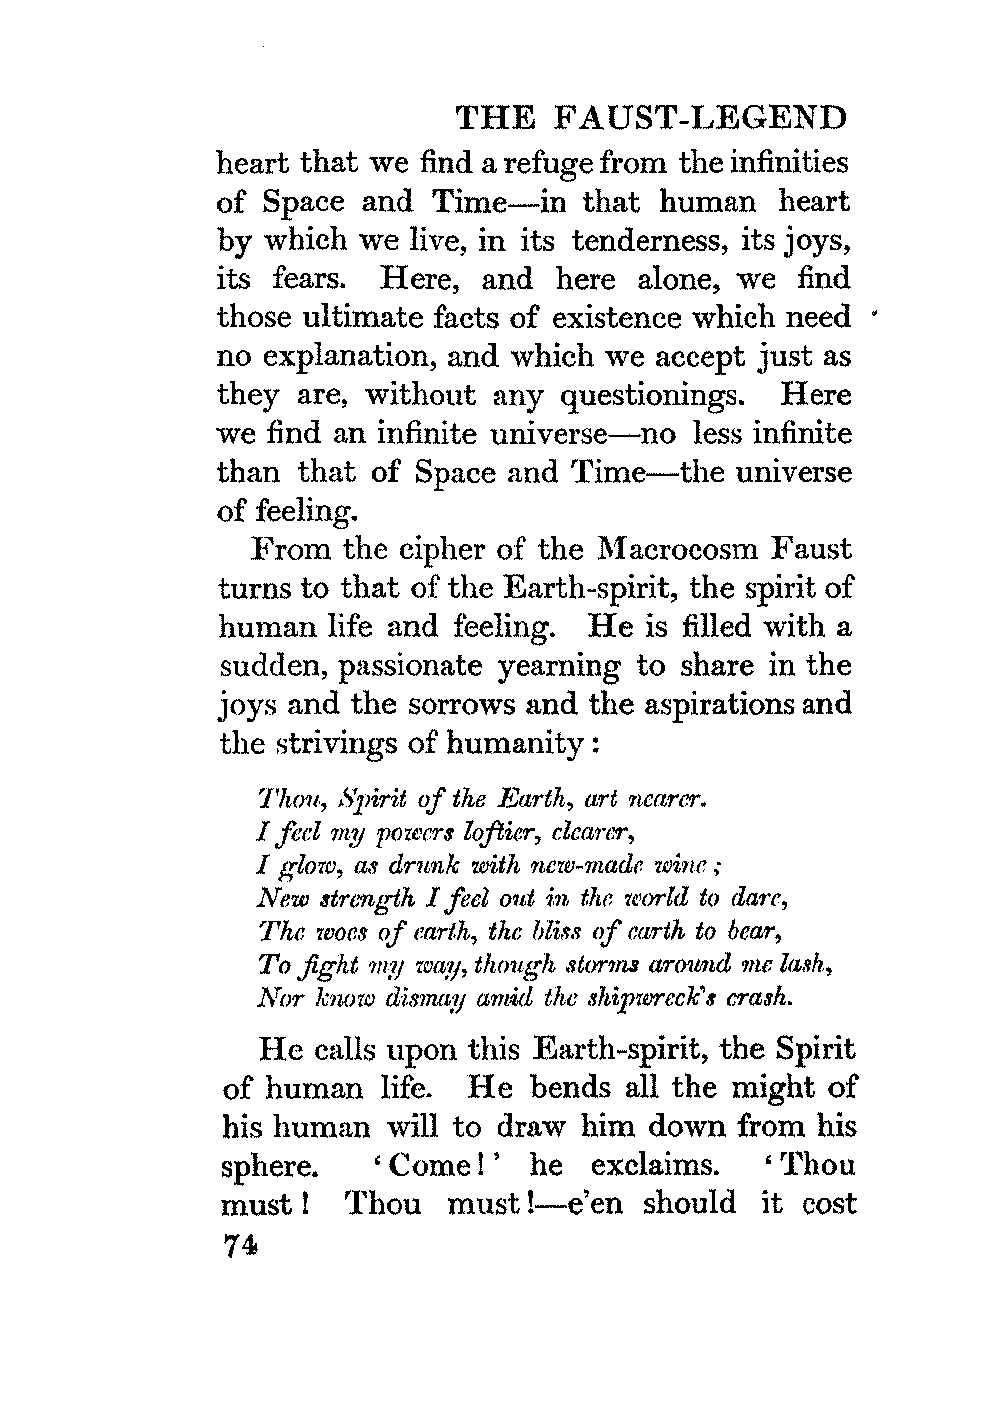 THE FAUST-LEGEND
heart that we find a refuge from the infinities
of Space and Time—in that human heart
by which we live, in its tenderness, its joys,
its fears. Here, and here alone, we find
those ultimate facts of existence which need
no explanation, and which we accept just as
they are, without any questionings. Here
we find an infinite universe—no less infinite
than that of Space and Time—the universe
of feeling.
From the cipher of the Macrocosm Faust
turns to that of the Earth-spirit, the spirit of
human life and feeling. He is filled with a
sudden, passionate yearning to share in the
joys and the sorrows and the aspirations and
the strivings of humanity:
Thou, Spirit of the Earth, art nearer.
I feel my powers loftier, clearer,
I glow, as drunk with new-made wine;
New strength I feel out in the world to dare,
The woes of earth, the bliss of earth to bear,
To fight my way, though storms around me lash,
Nor know dismay amid the shipwreck's crash.
He calls upon this Earth-spirit, the Spirit
of human life. He bends all the might of
his human will to draw him down from his
sphere. ‘Come!’ he exclaims. ‘Thou
must! Thou must!—e'en should it cost
74